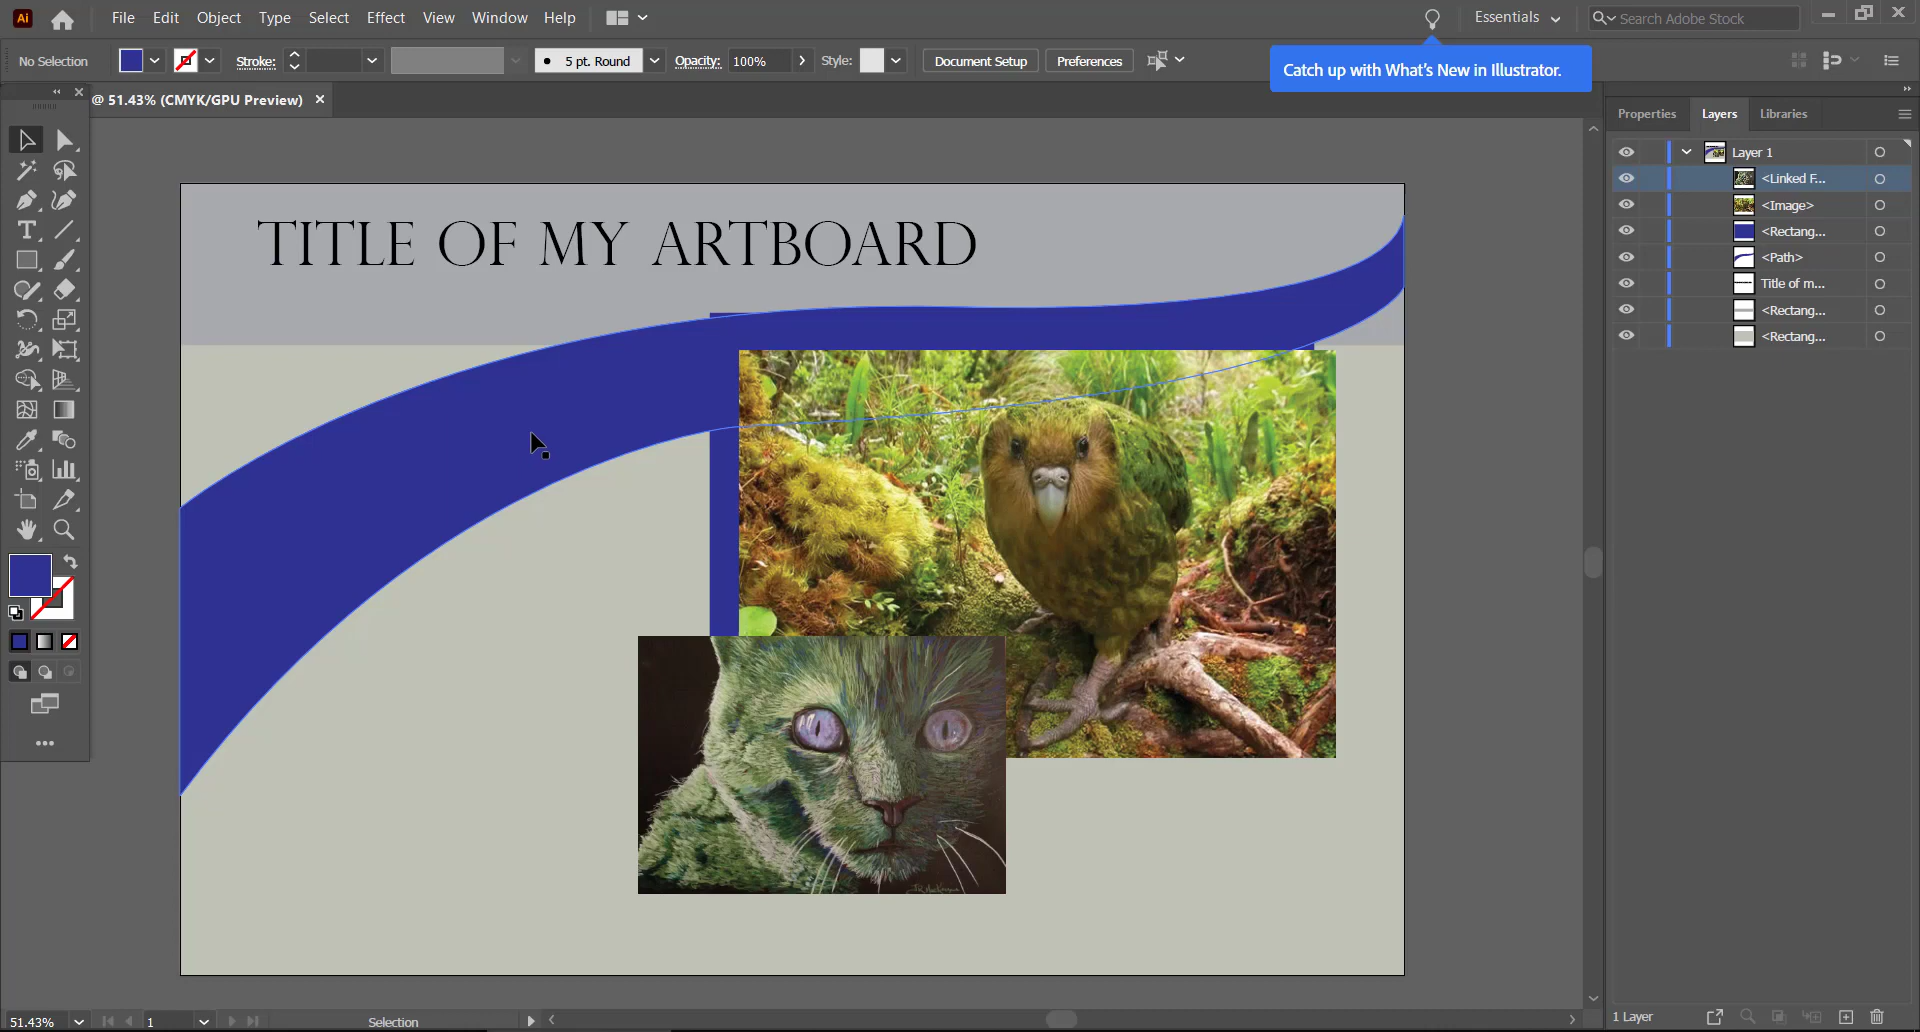 Ai
File Edit Object Type Select Effect View Window Help
Essentials
Search Adobe Stock
No Selection
Stroke:
5 pt. Round
Opacity: 100%
Style:
Document Setup
Preferences
Catch up with What's New in Illustrator.
@ 51.43% (CMYK/GPU Preview)
Properties Layers Libraries
Layer 1
<Linked F...
<Image>
<Rectang...
<Path>
Title of m...
<Rectang...
<Rectang...
TITLE OF MY ARTBOARD
51.43%
1
Selection
1 Layer